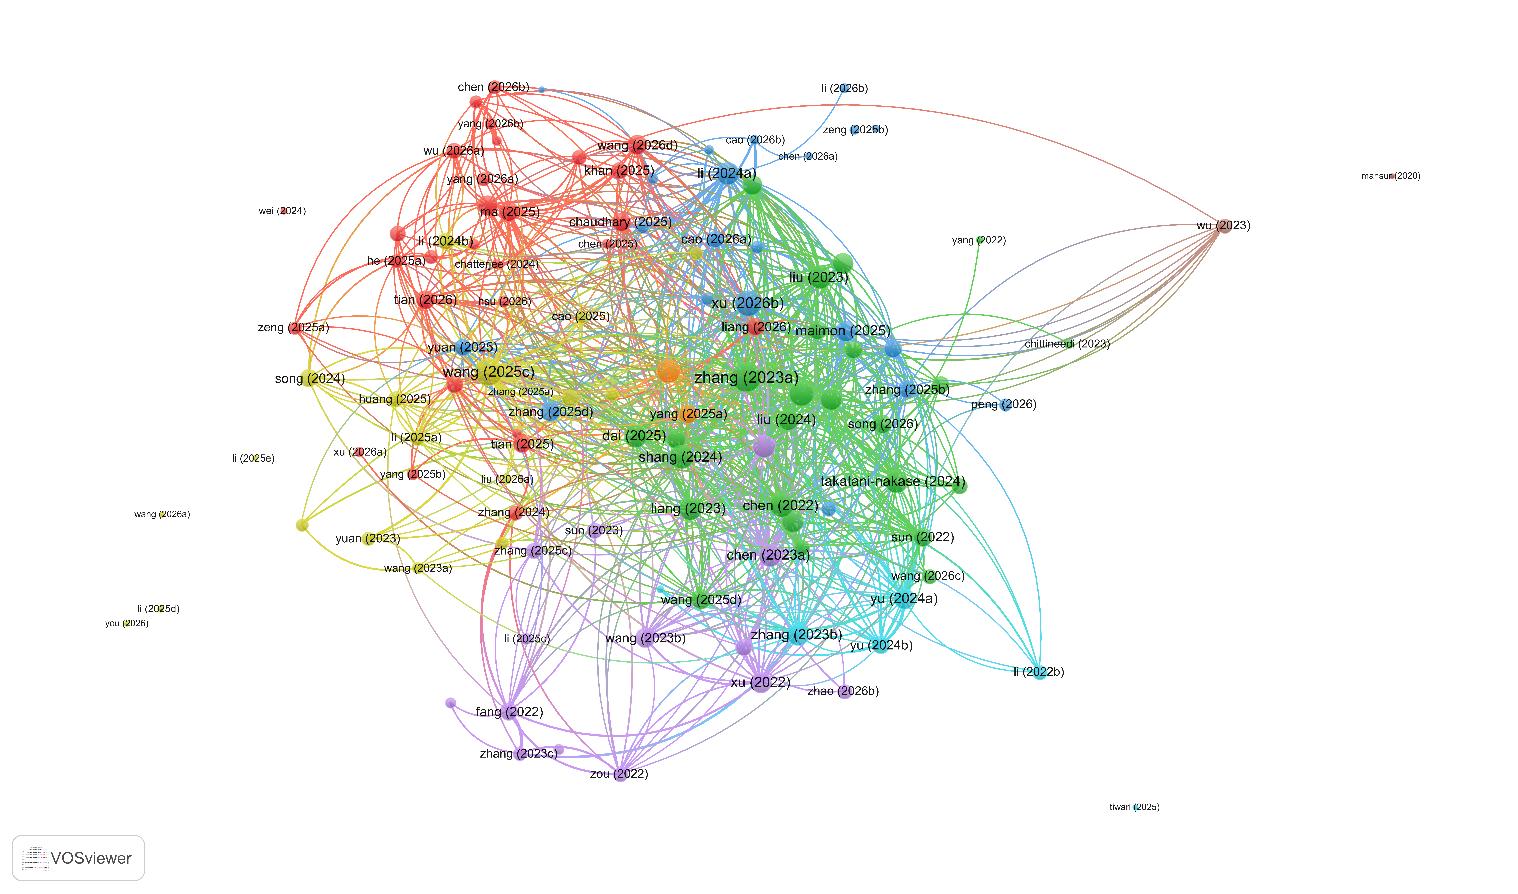 chen (2026b)
li (2026b)
yang (2026b)
zeng (2025b)
wu (2026a)
wang (2026d)
cao (2026b)
chen (2026a)
khan (2025)
li (2024a)
mansur (2020)
yang (2026a)
wei (2024)
ma (2025)
chaudhary (2025)
wu (2023)
li (2024b)
chen (2025)
cao (2026a)
yang (2022)
he (2025a)
chatterjee (2024)
liu (2023)
tian (2026)
hsu (2026)
xu (2026b)
cao (2025)
zeng (2025a)
liang (2026)
maimon (2025)
chittineedi (2023)
yuan (2025)
song (2024)
wang (2025c)
zhang (2023a)
zhang (2025a)
zhang (2025b)
huang (2025)
zhang (2025d)
yang (2025a)
peng (2026)
liu (2024)
song (2026)
li (2025a)
dai (2025)
tian (2025)
xu (2026a)
li (2025e)
shang (2024)
yang (2025b)
liu (2026a)
takatani-nakase (2024)
wang (2026a)
zhang (2024)
liang (2023)
chen (2022)
sun (2023)
yuan (2023)
sun (2022)
zhang (2025c)
chen (2023a)
wang (2023a)
wang (2026c)
li (2025d)
wang (2025d)
yu (2024a)
you (2026)
li (2025c)
wang (2023b)
zhang (2023b)
yu (2024b)
li (2022b)
xu (2022)
zhao (2026b)
fang (2022)
zhang (2023c)
zou (2022)
tiwari (2025)
VOSviewer